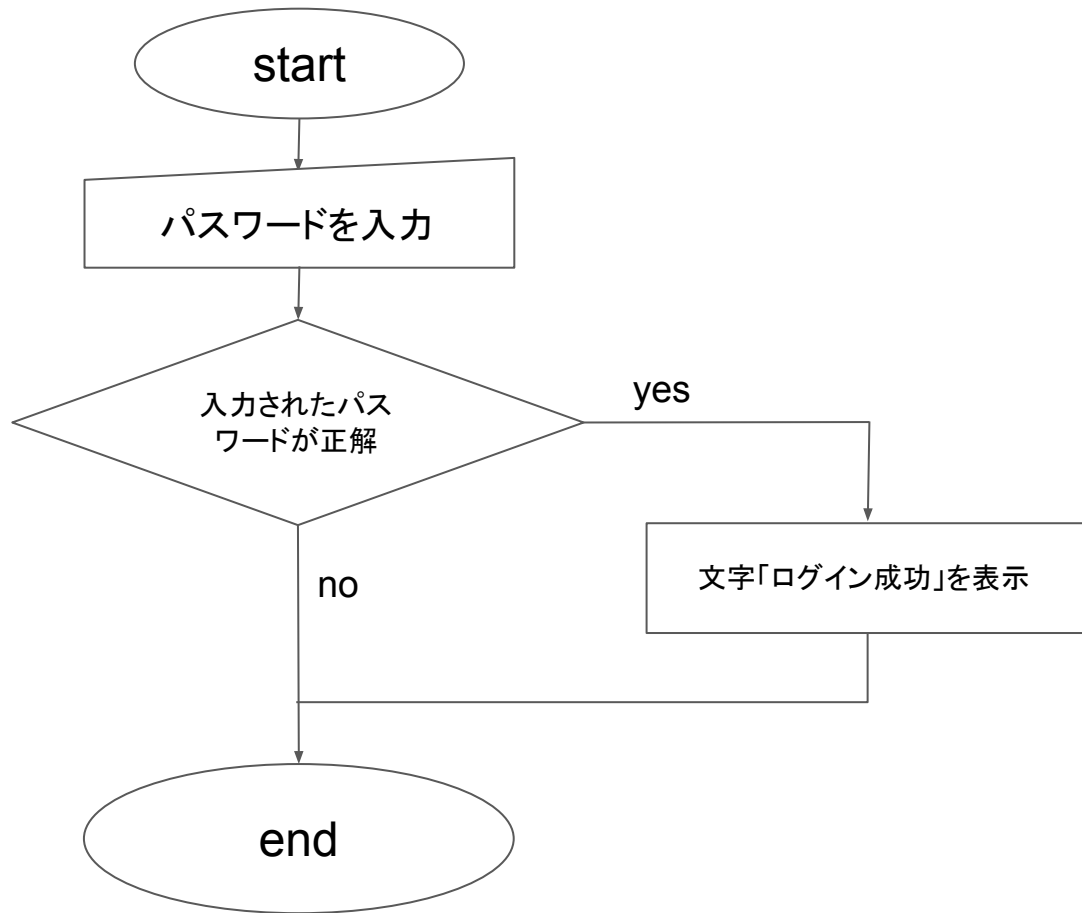 start
パスワードを入力
入力されたパス
ワードが正解
yes
文字「ログイン成功」を表示
no
end